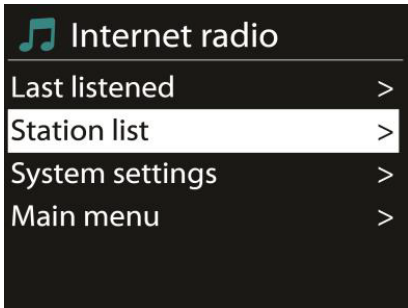 Internet radio
Last listened >
Station list >
System settings >
Main menu >